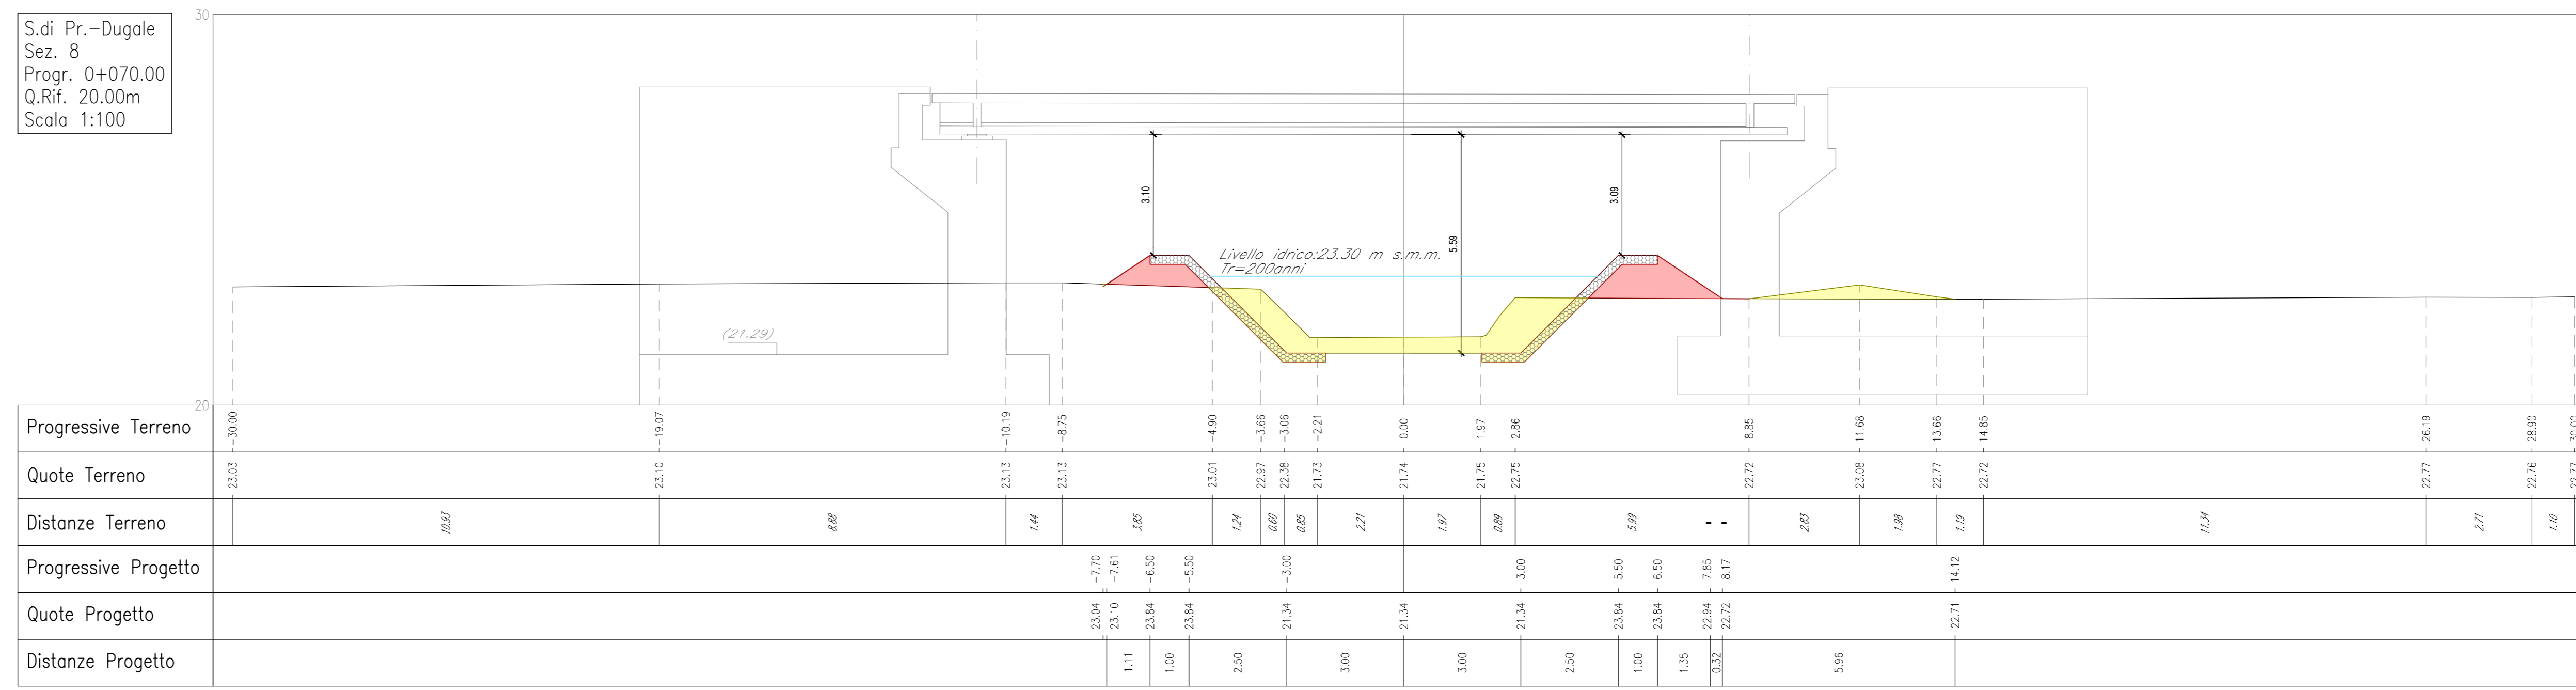 S.di Pr.-Dugale
Sez. 8
Progr. 0+070.00
Q.Rif. 20.00m
Scala 1:100
30
3.10
3.09
5.59
Livello idrico:23.30 m s.m.m.
Tr=200anni
(21.29)
20
Progressive Terreno -30.00 -19.07 -10.19 -8.75 -4.90 -3.66 -3.06 -2.21 0.00 1.97 2.86 8.85 11.68 13.66 14.85 26.19 28.90 30.00
Quote Terreno 23.03 23.10 23.13 23.13 23.01 22.97 22.38 21.73 21.74 21.75 22.75 22.72 23.08 22.77 22.72 22.77 22.76 22.77
Distanze Terreno 10.93 8.88 1.44 3.85 1.24 0.60 0.85 2.21 1.97 0.89 5.99 - - 2.83 1.98 1.19 11.34 2.71 1.10
Progressive Progetto -7.70 -7.61 -6.50 -5.50 -3.00 3.00 5.50 6.50 7.85 8.17 14.12
Quote Progetto 23.04 23.10 23.84 23.84 21.34 21.34 21.34 23.84 23.84 22.94 22.72 22.71
Distanze Progetto 1.11 1.00 2.50 3.00 3.00 2.50 1.00 1.35 0.32 5.96